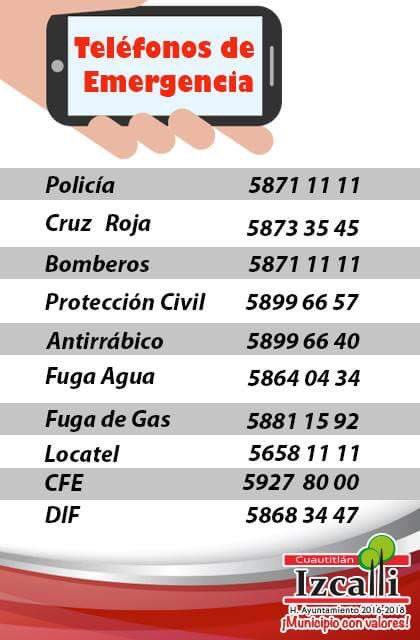 Teléfonos de
Emergencia
Policía 5871 11 11
Cruz Roja 5873 35 45
Bomberos 5871 11 11
Protección Civil 5899 66 57
Antirrábico 5899 66 40
Fuga Agua 5864 04 34
Fuga de Gas 5881 15 92
Locatel 5658 11 11
CFE 5927 80 00
DIF 5868 34 47
Cuautitlán
Izcalli
H. Ayuntamiento 2016-2018
¡Municipio con valores!